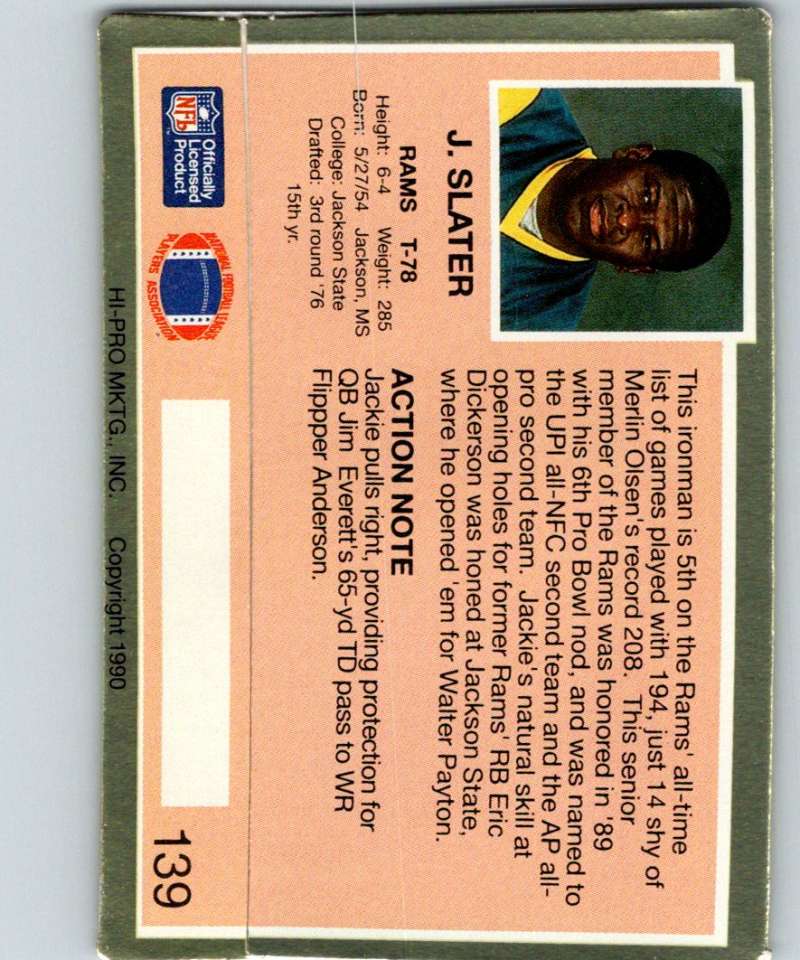 J. SLATER
RAMS T-78
Height: 6-4 Weight: 285
Born: 5/27/54 Jackson, MS
College: Jackson State
Drafted: 3rd round '76
15th yr.
This ironman is 5th on the Rams' all-time
list of games played with 194, just 14 shy of
Merlin Olsen's record 208. This senior
member of the Rams was honored in '89
with his 6th Pro Bowl nod, and was named to
the UPI all-NFC second team and the AP all-
pro second team. Jackie's natural skill at
opening holes for former Rams' RB Eric
Dickerson was honed at Jackson State,
where he opened 'em for Walter Payton.
ACTION NOTE
Jackie pulls right, providing protection for
QB Jim Everett's 65-yd TD pass to WR
Flippper Anderson.
NFL
Officially
Licensed
Product
NATIONAL FOOTBALL LEAGUE
PLAYERS ASSOCIATION
139
HI-PRO MKTG., INC. Copyright 1990